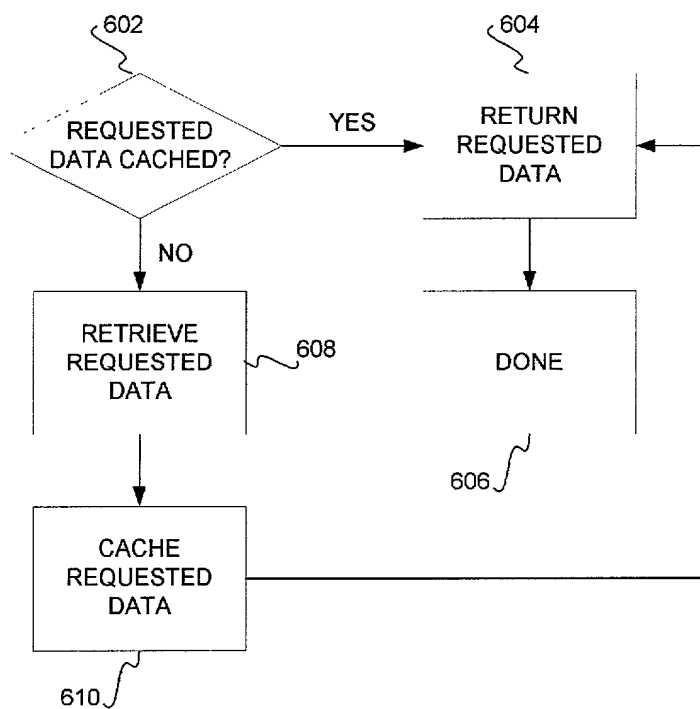 602
604
REQUESTED
DATA CACHED?
YES
RETURN
REQUESTED
DATA
NO
RETRIEVE
REQUESTED
DATA
608
DONE
606
CACHE
REQUESTED
DATA
610